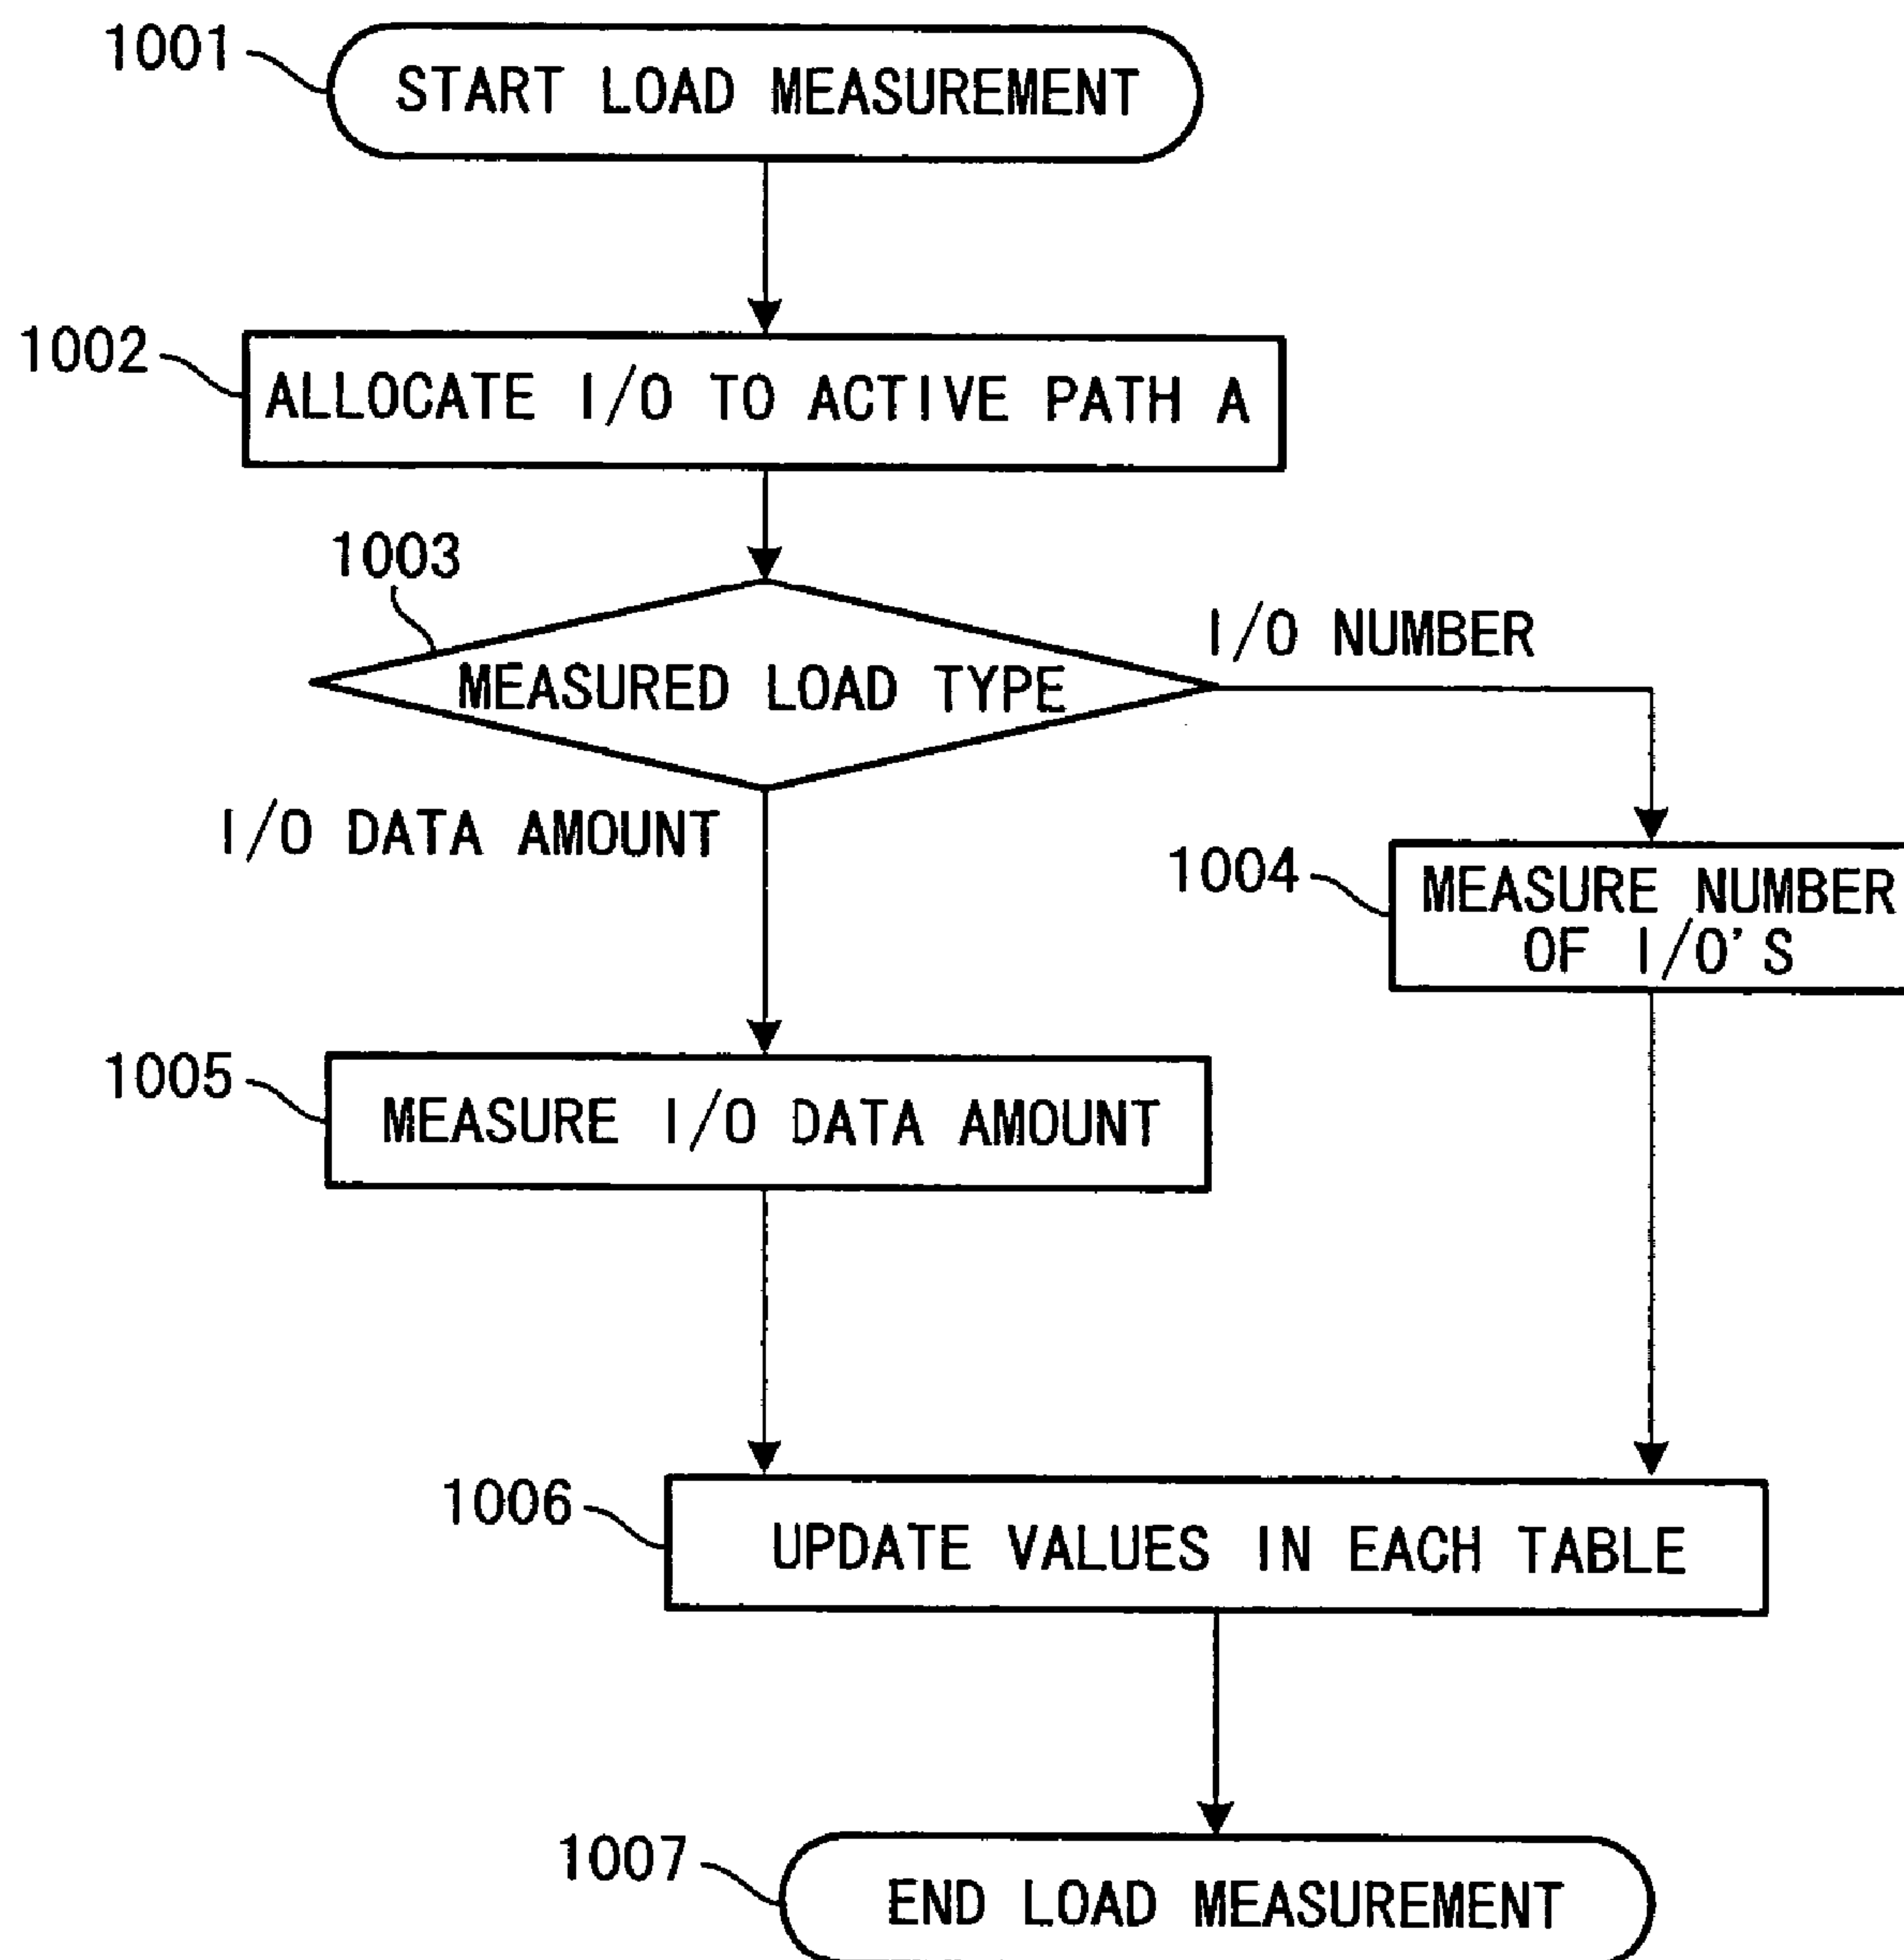 1001
START LOAD MEASUREMENT
1002
ALLOCATE I/O TO ACTIVE PATH A
1003
MEASURED LOAD TYPE
I/O NUMBER
I/O DATA AMOUNT
1004
MEASURE NUMBER
OF I/O'S
1005
MEASURE I/O DATA AMOUNT
1006
UPDATE VALUES IN EACH TABLE
1007
END LOAD MEASUREMENT